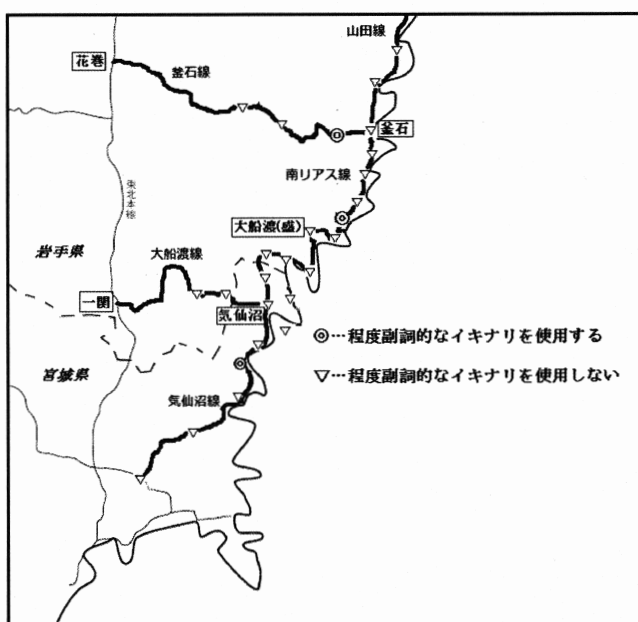 山田線
花巻
釜石線
釜石
東北本線
南リアス線
大船渡(盛)
岩手県
大船渡線
一関
気仙沼
◎…程度副詞的なイキナリを使用する
宮城県
▽…程度副詞的なイキナリを使用しない
気仙沼線